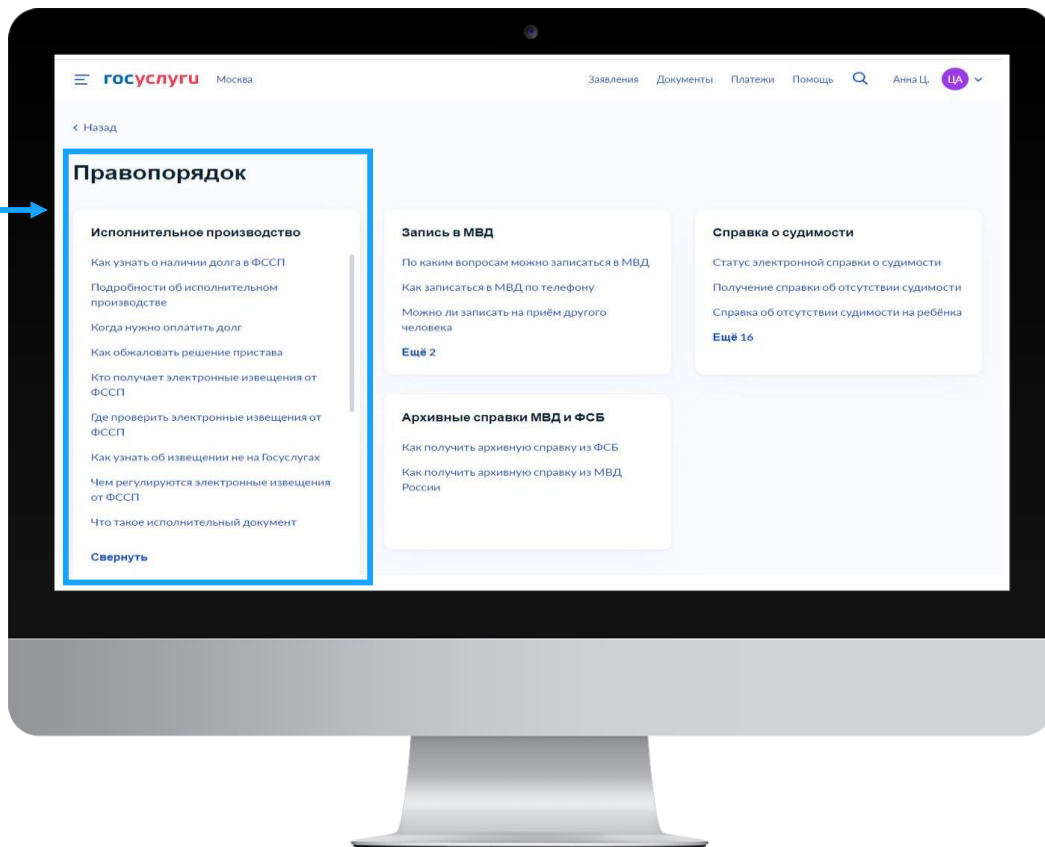 госуслуги Москва Заявления Документы Платежи Помощь Анна Ц. ЦА
Назад
Правопорядок
Исполнительное производство
Как узнать о наличии долга в ФССП
Подробности об исполнительном
производстве
Когда нужно оплатить долг
Как обжаловать решение пристава
Кто получает электронные извещения от
ФССП
Где проверить электронные извещения от
ФССП
Как узнать об извещении не на Госуслугах
Чем регулируются электронные извещения
от ФССП
Что такое исполнительный документ
Свернуть
Запись в МВД
По каким вопросам можно записаться в МВД
Как записаться в МВД по телефону
Можно ли записать на приём другого
человека
Ещё 2
Справка о судимости
Статус электронной справки о судимости
Получение справки об отсутствии судимости
Справка об отсутствии судимости на ребёнка
Ещё 16
Архивные справки МВД и ФСБ
Как получить архивную справку из ФСБ
Как получить архивную справку из МВД
России